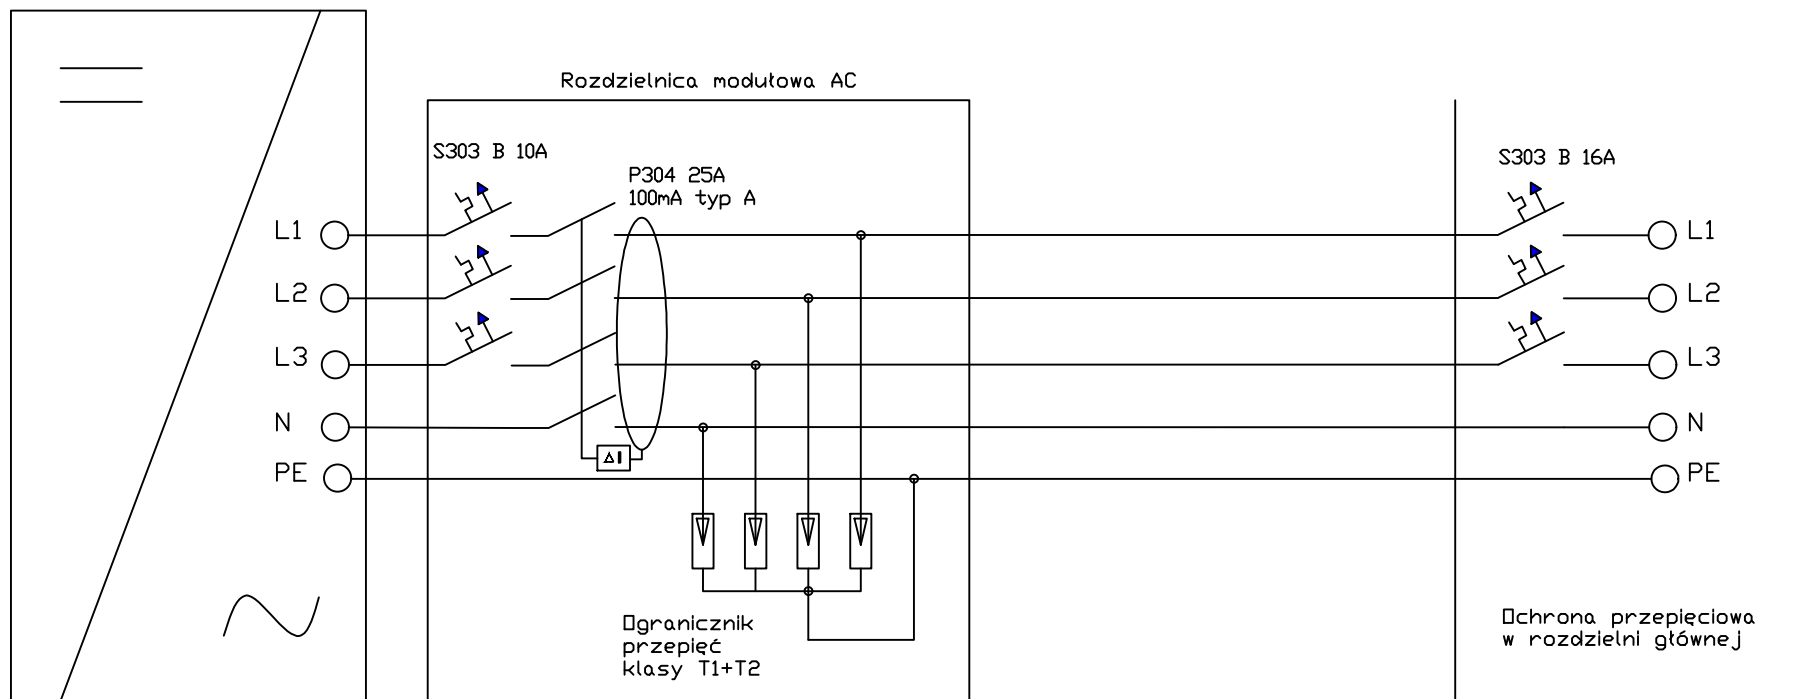 Rozdzielnica modułowa AC
S303 B 10A
P304 25A
100mA typ A
S303 B 16A
L1
L1
L2
L2
L3
L3
N
N
PE
PE
ΔI
Ogranicznik
przepięć
klasy T1+T2
Ochrona przepięciowa
w rozdzielni głównej